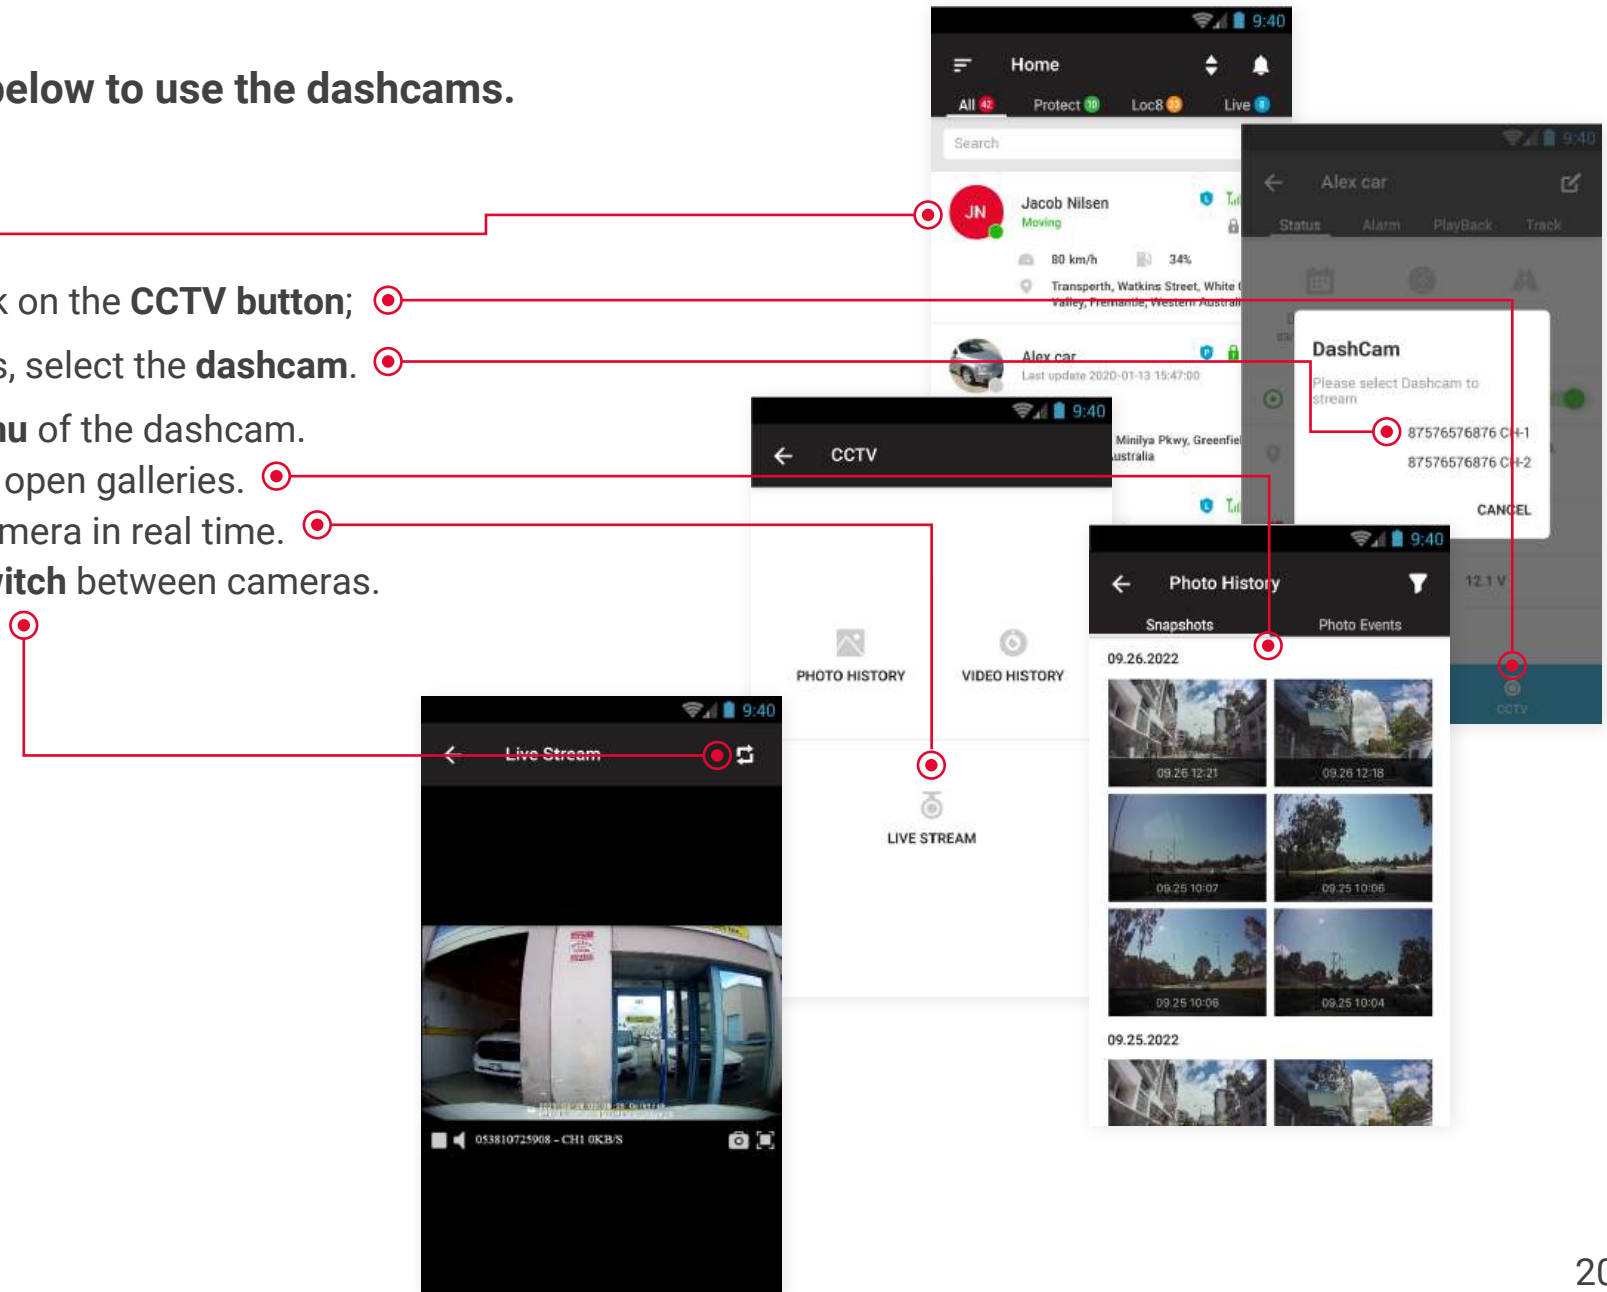 below to use the dashcams.
k on the CCTV button;
s, select the dashcam.
nu of the dashcam.
open galleries.
mera in real time.
witch between cameras.
9:40
Home
All 42 Protect 10 Loc8 23 Live
Search
JN
Jacob Nilsen
Moving
80 km/h 34%
Transperth, Watkins Street, White
Valley, Fremantle, Western Austral
Alex car
Last update 2020-01-13 15:47:00
Minilya Pkwy, Greenfie
ustralia
9:40
Alex car
Status Alarm PlayBack Track
DashCam
Please select Dashcam to
stream
87576576876 CH-1
87576576876 CH-2
CANCEL
12.1 V
CCTV
9:40
CCTV
PHOTO HISTORY VIDEO HISTORY
LIVE STREAM
9:40
Photo History
Snapshots Photo Events
09.26.2022
09.26 12:21 09.26 12:18
09.25 10:07 09.25 10:06
09.25 10:06 09.25 10:04
09.25.2022
9:40
Live Stream
053810725908 - CH1 0KB/S
20